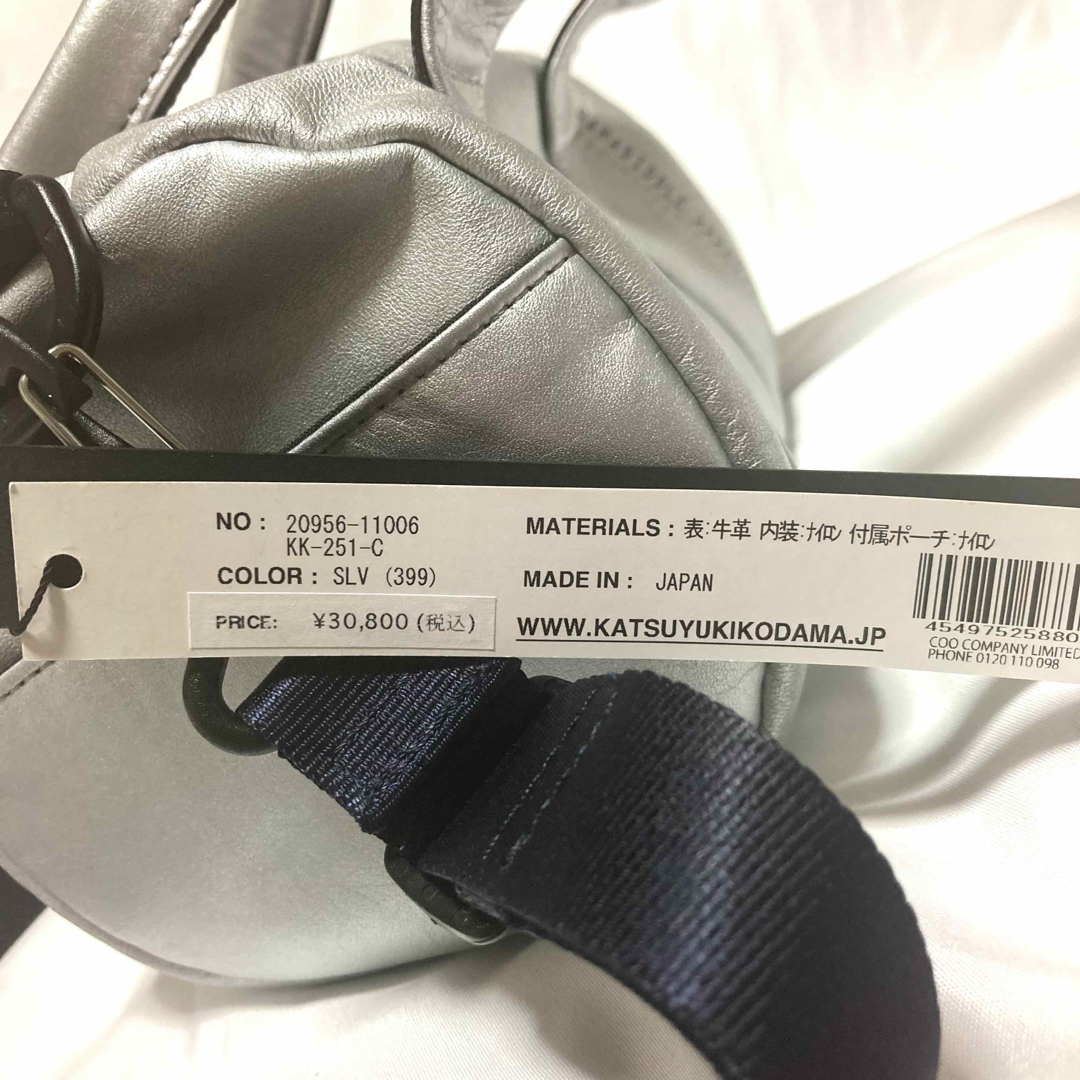 NO : 20956-11006
KK-251-C
COLOR : SLV (399)
PRICE: ¥30,800 (税込)
MATERIALS : 表:牛革 内装:ﾅｲﾛﾝ 付属ポーチ:ﾅｲﾛﾝ
MADE IN : JAPAN
WWW.KATSUYUKIKODAMA.JP
45497525880
COO COMPANY LIMITED
PHONE 0120 110 098